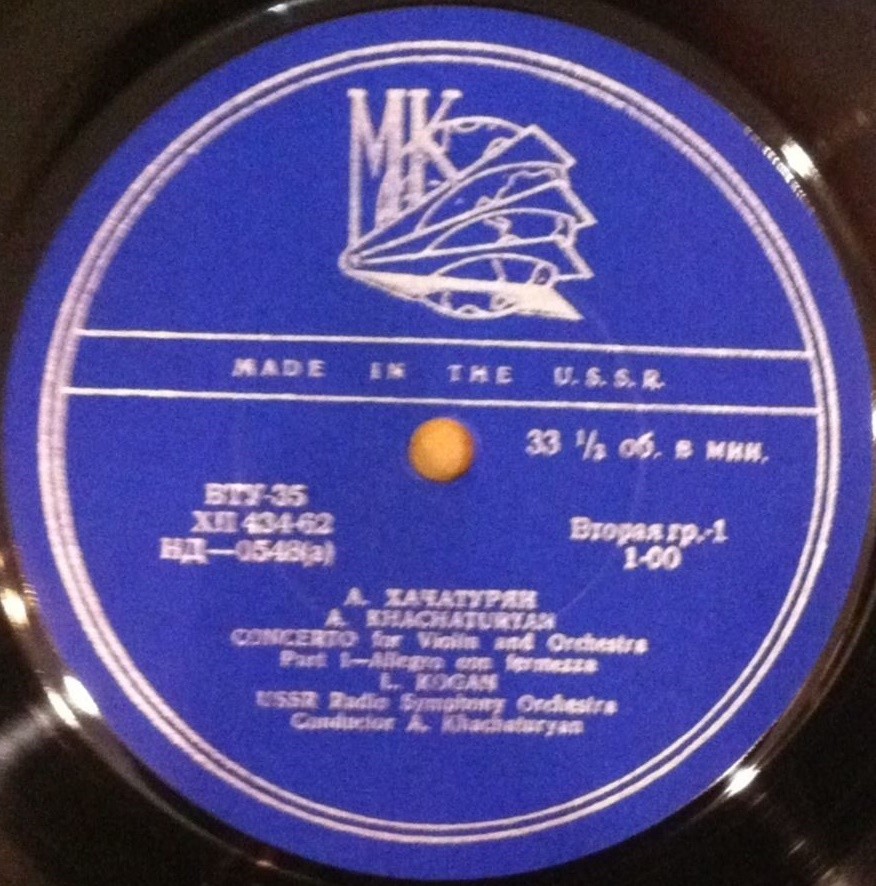 МК
MADE IN THE U.S.S.R.
33 ⅓ об. в мин.
ВТУ-35
ХП 434-62
НД—0548(а)
Вторая гр.-1
1-00
А. ХАЧАТУРЯН
A. KHACHATURYAN
CONCERTO for Violin and Orchestra
Part 1—Allegro con fermezza
L. KOGAN
USSR Radio Symphony Orchestra
Conductor A. Khachaturyan